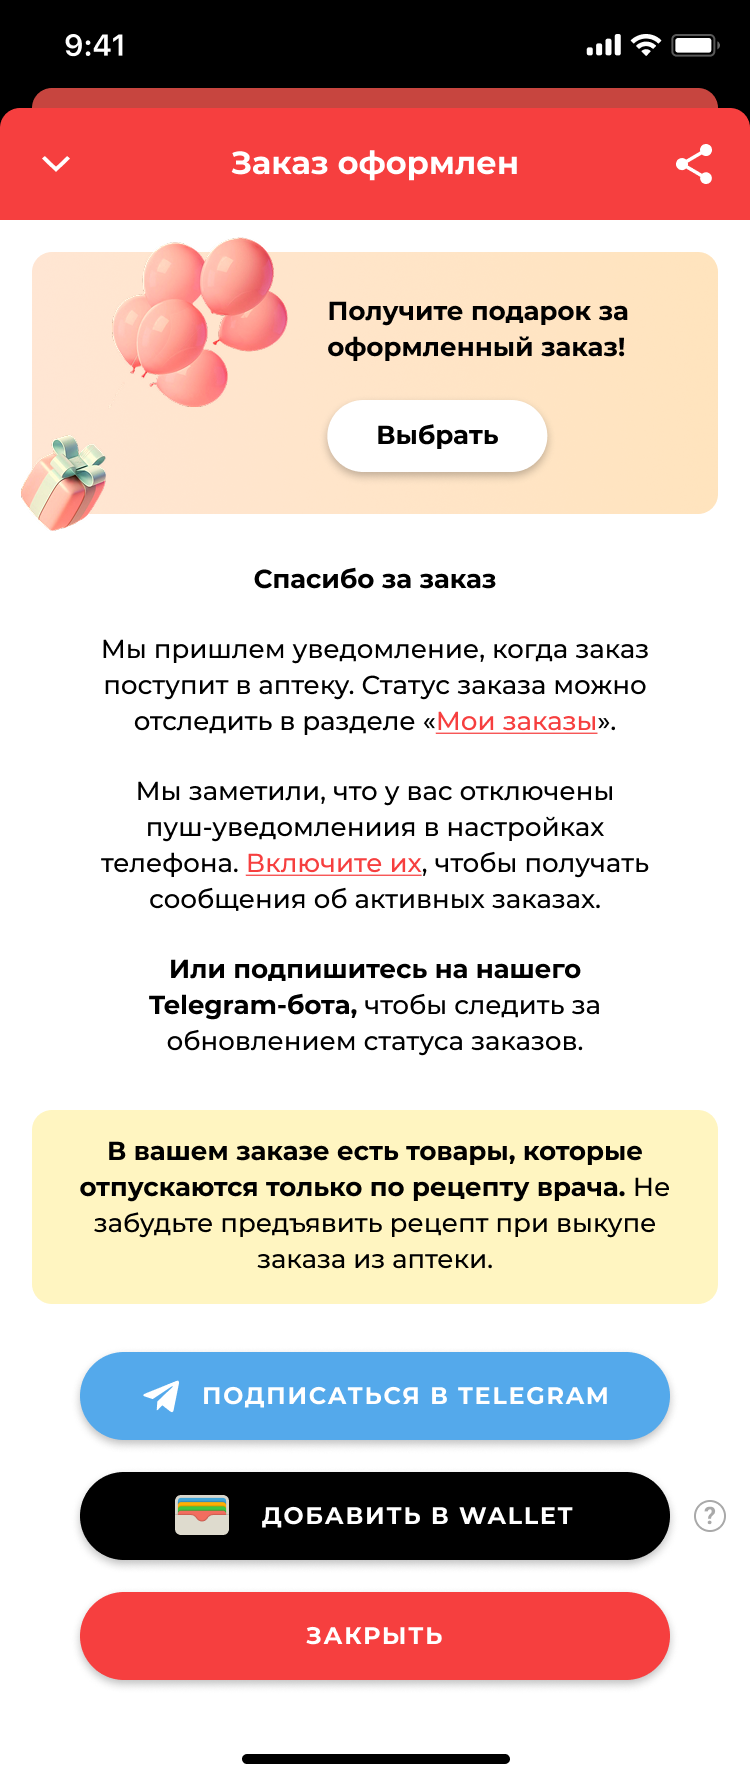 9:41
Заказ оформлен
Получите подарок за
оформленный заказ!
Выбрать
Спасибо за заказ
Мы пришлем уведомление, когда заказ
поступит в аптеку. Статус заказа можно
отследить в разделе «Мои заказы».
Мы заметили, что у вас отключены
пуш-уведомлениия в настройках
телефона. Включите их, чтобы получать
сообщения об активных заказах.
Или подпишитесь на нашего
Telegram-бота, чтобы следить за
обновлением статуса заказов.
В вашем заказе есть товары, которые
отпускаются только по рецепту врача. Не
забудьте предъявить рецепт при выкупе
заказа из аптеки.
ПОДПИСАТЬСЯ В TELEGRAM
ДОБАВИТЬ В WALLET
?
ЗАКРЫТЬ